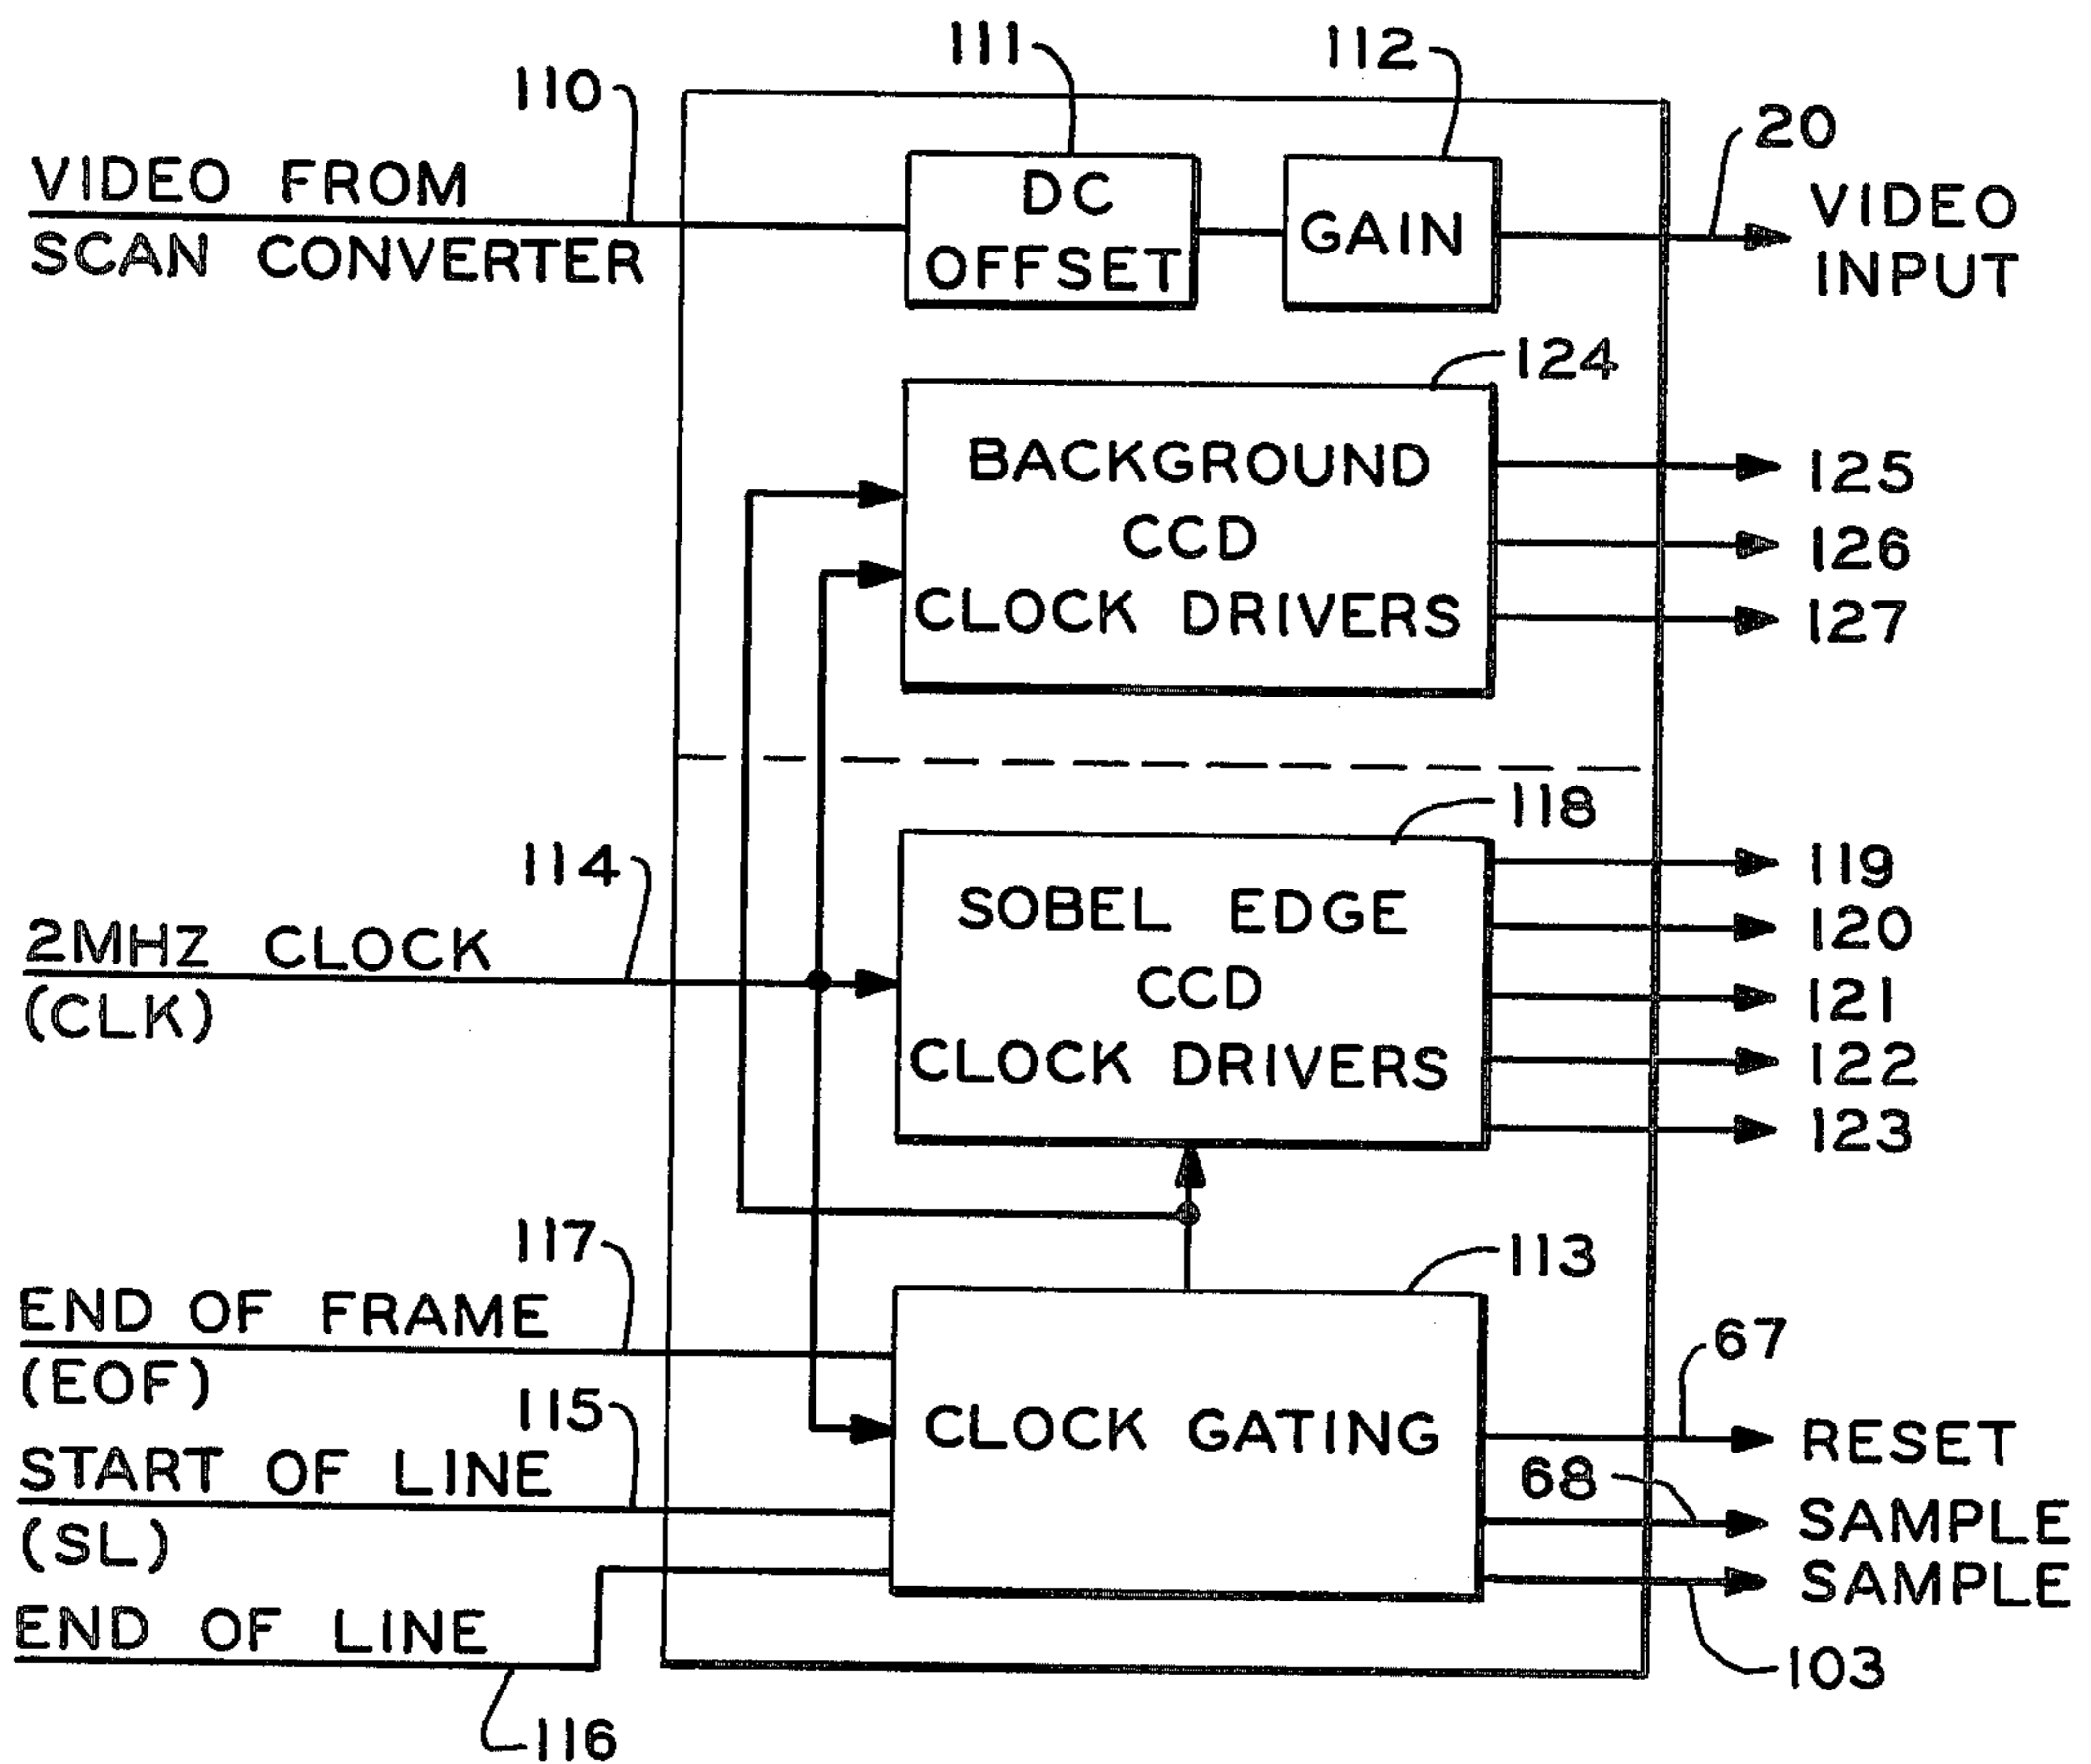 111
112
110
20
VIDEO FROM
SCAN CONVERTER
DC
OFFSET
GAIN
VIDEO
INPUT
124
BACKGROUND
CCD
CLOCK DRIVERS
125
126
127
118
114
2MHZ CLOCK
(CLK)
SOBEL EDGE
CCD
CLOCK DRIVERS
119
120
121
122
123
117
113
END OF FRAME
(EOF)
115
START OF LINE
(SL)
END OF LINE
116
CLOCK GATING
67
RESET
68
SAMPLE
SAMPLE
103